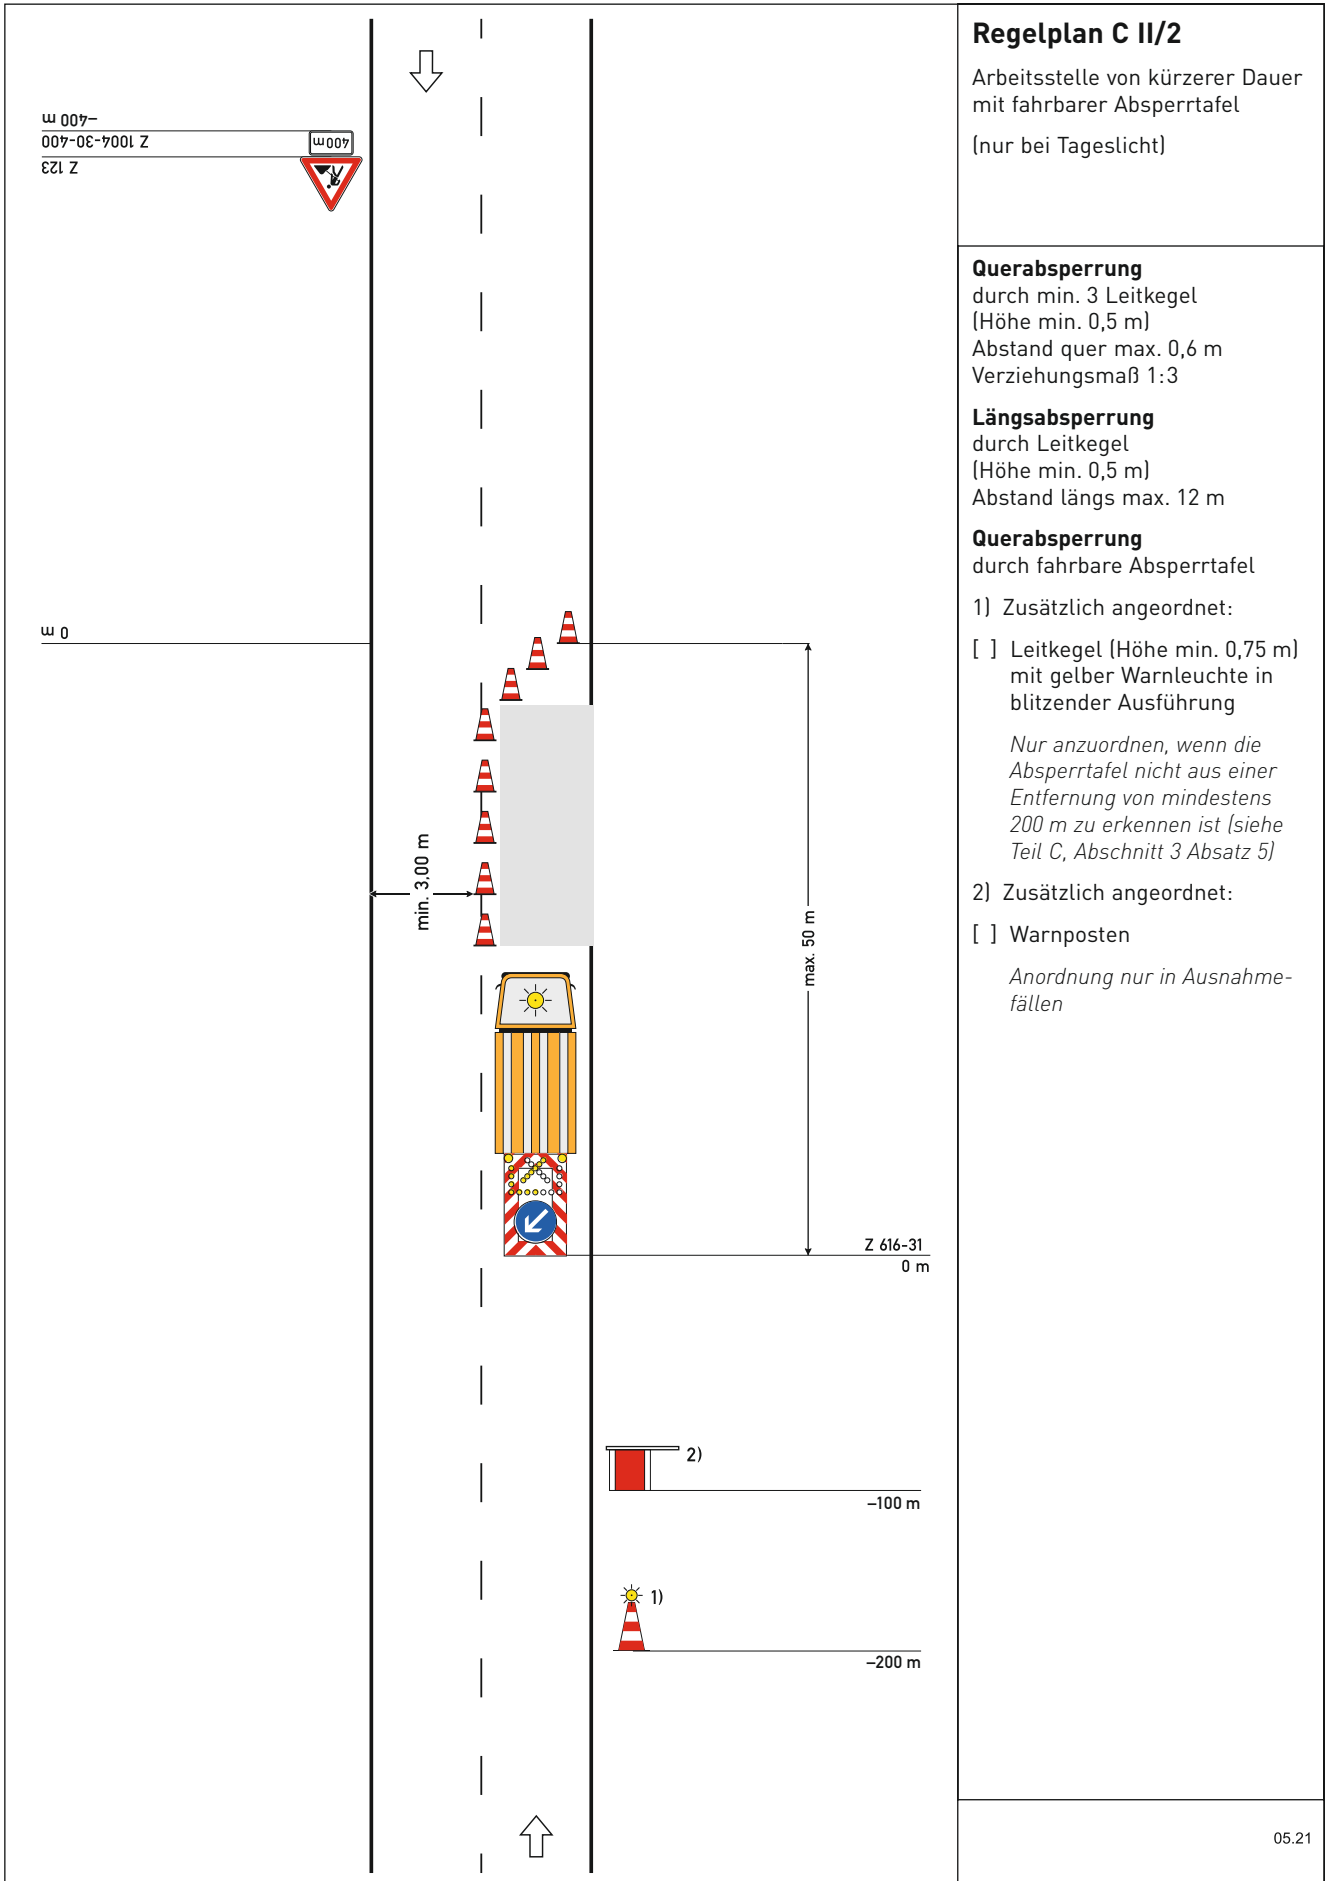 Regelplan C II/2
Arbeitsstelle von kürzerer Dauer
mit fahrbarer Absperrtafel
(nur bei Tageslicht)
Querabsperrung
durch min. 3 Leitkegel
(Höhe min. 0,5 m)
Abstand quer max. 0,6 m
Verziehungsmaß 1:3
Längsabsperrung
durch Leitkegel
(Höhe min. 0,5 m)
Abstand längs max. 12 m
Querabsperrung
durch fahrbare Absperrtafel
1) Zusätzlich angeordnet:
[ ] Leitkegel (Höhe min. 0,75 m)
mit gelber Warnleuchte in
blitzender Ausführung
Nur anzuordnen, wenn die
Absperrtafel nicht aus einer
Entfernung von mindestens
200 m zu erkennen ist (siehe
Teil C, Abschnitt 3 Absatz 5)
2) Zusätzlich angeordnet:
[ ] Warnposten
Anordnung nur in Ausnahme-
fällen
05.21
–400 m
Z 1004-30-400
Z 123
400m
0 m
min. 3,00 m
max. 50 m
Z 616-31
0 m
2)
–100 m
1)
–200 m